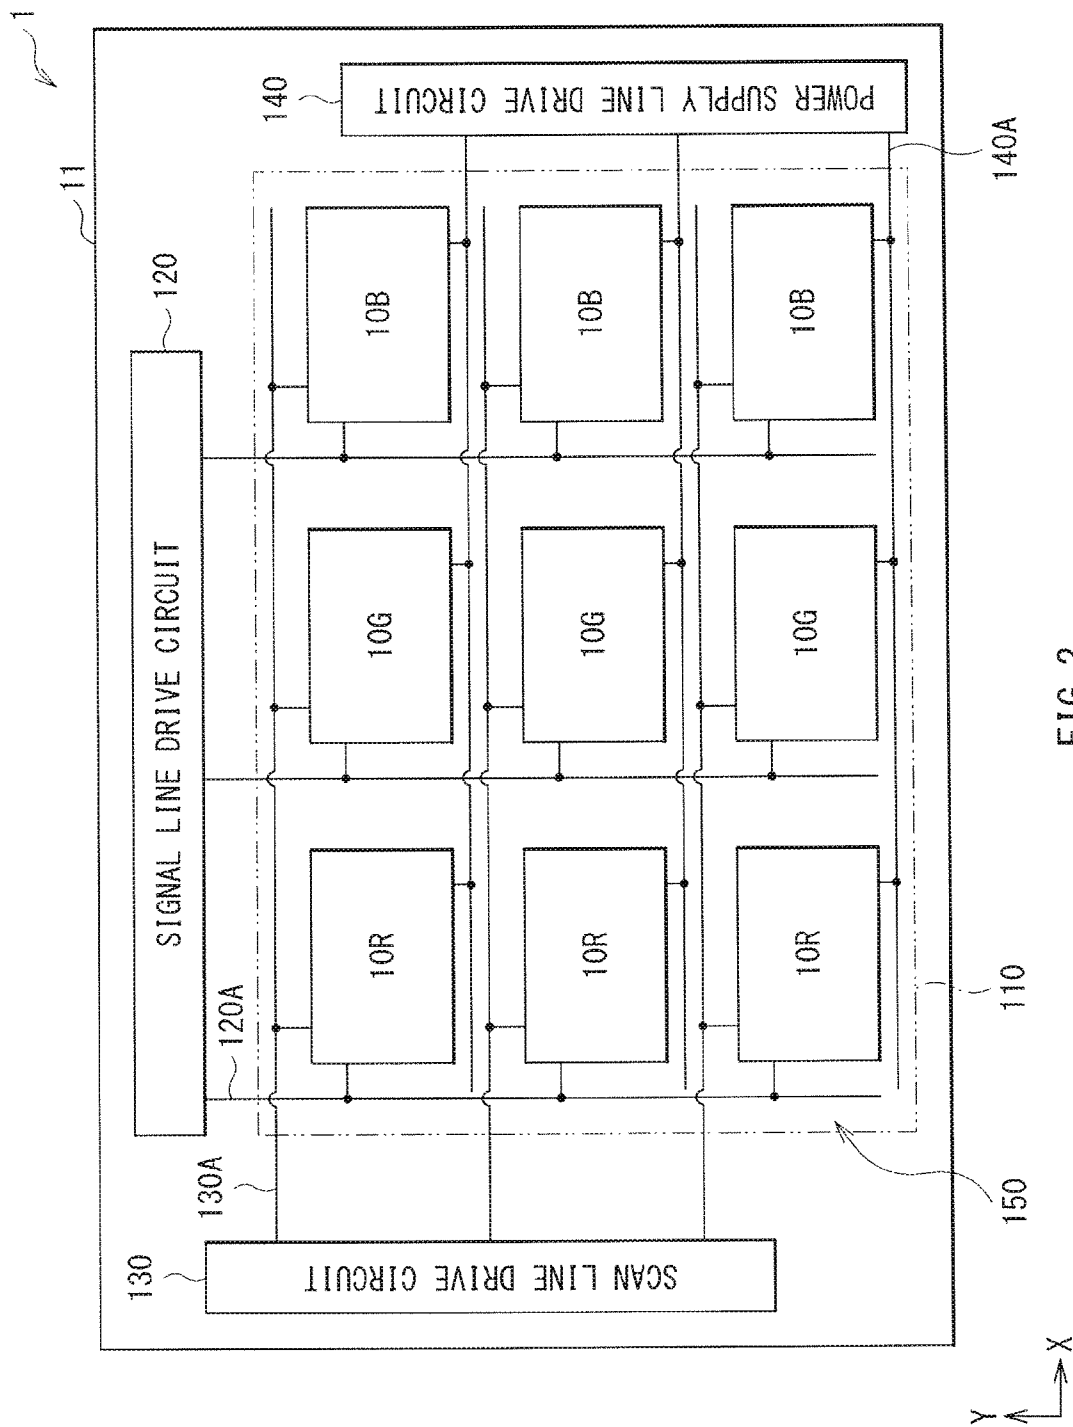 1
11
120
SIGNAL LINE DRIVE CIRCUIT
120A
130A
130
SCAN LINE DRIVE CIRCUIT
140
POWER SUPPLY LINE DRIVE CIRCUIT
140A
10R
10G
10B
10R
10G
10B
10R
10G
10B
110
150
Y
X
FIG